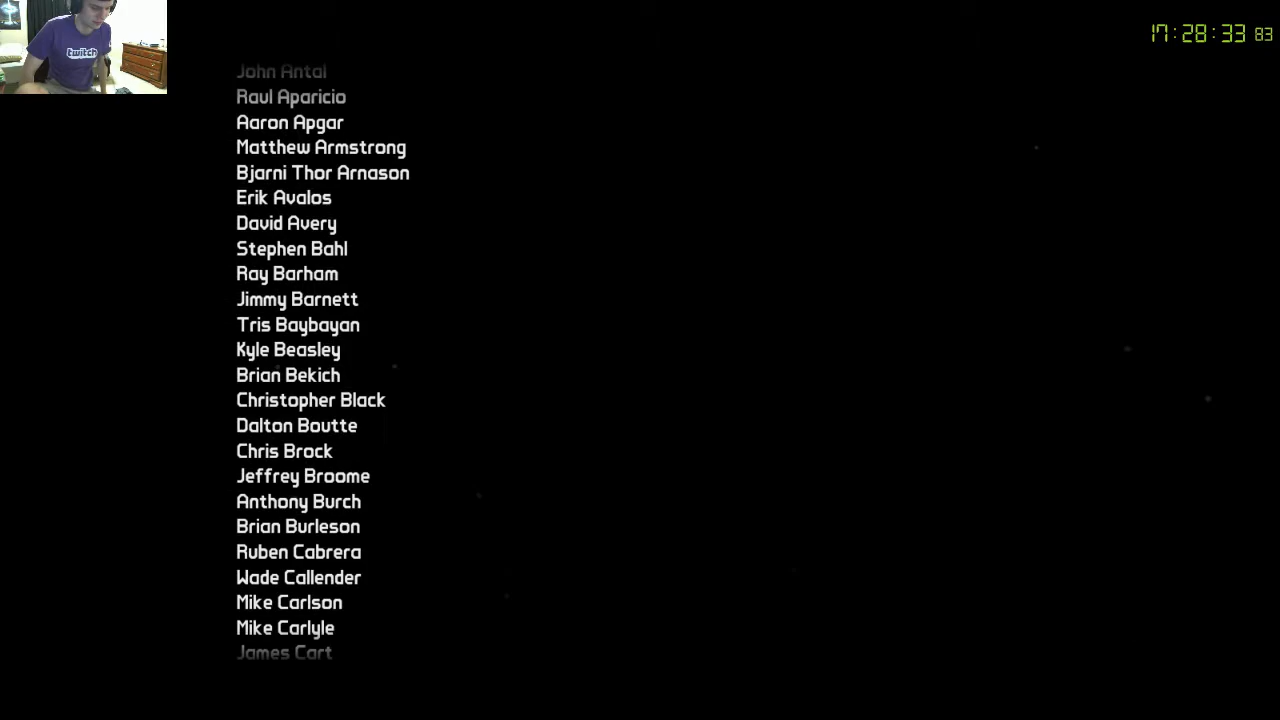 twitch
17:28:33 83
John Antal
Raul Aparicio
Aaron Apgar
Matthew Armstrong
Bjarni Thor Arnason
Erik Avalos
David Avery
Stephen Bahl
Ray Barham
Jimmy Barnett
Tris Baybayan
Kyle Beasley
Brian Bekich
Christopher Black
Dalton Boutte
Chris Brock
Jeffrey Broome
Anthony Burch
Brian Burleson
Ruben Cabrera
Wade Callender
Mike Carlson
Mike Carlyle
James Cart